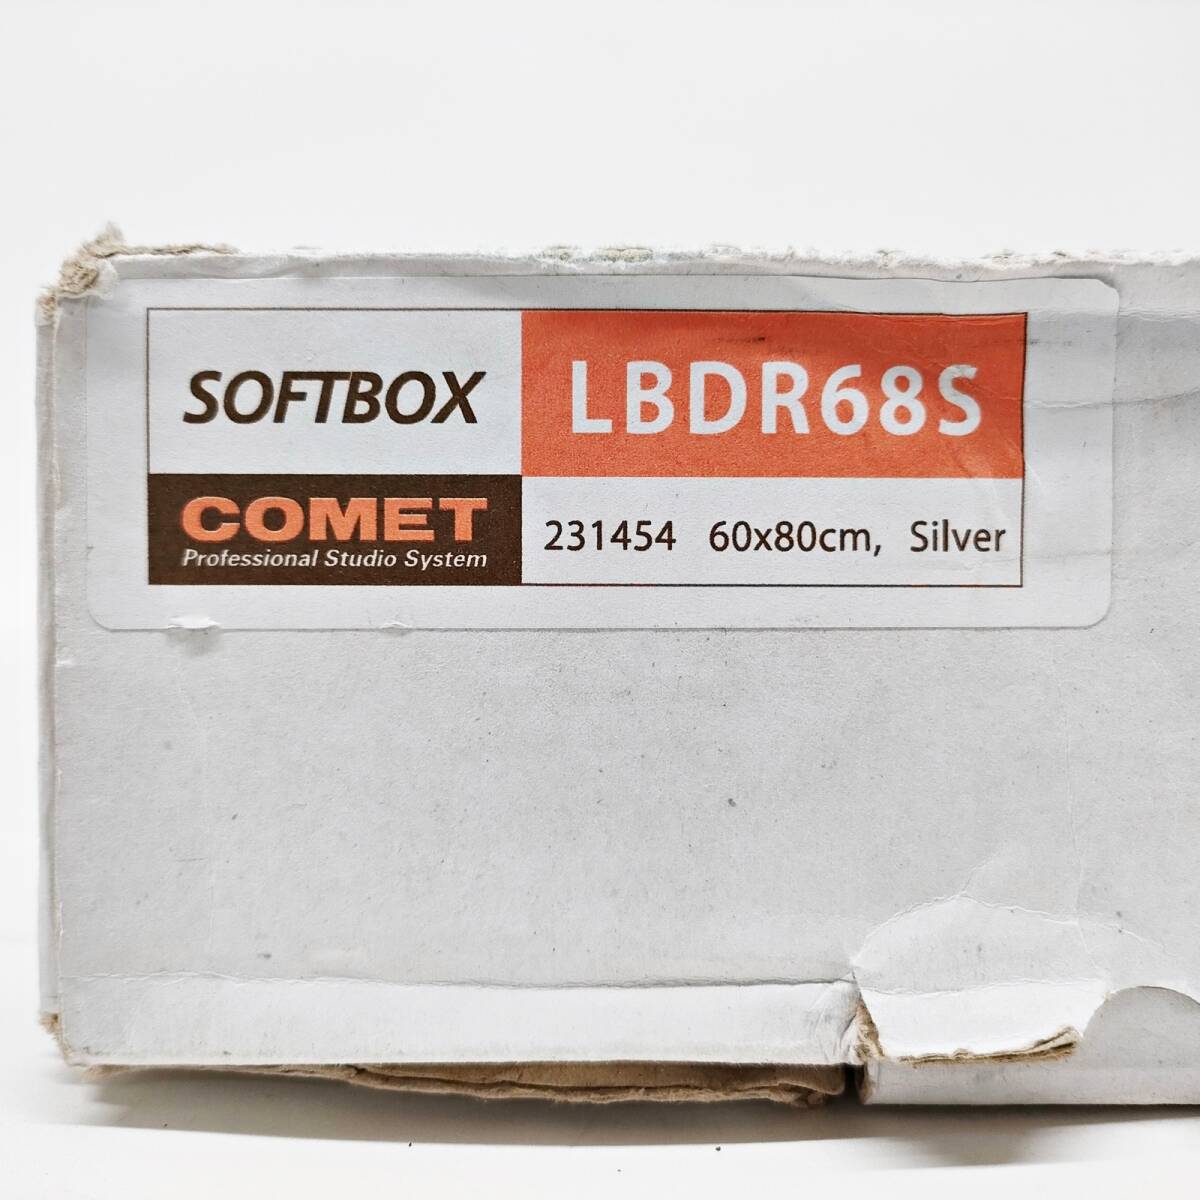 SOFTBOX
LBDR68S
COMET
Professional Studio System
231454 60x80cm, Silver